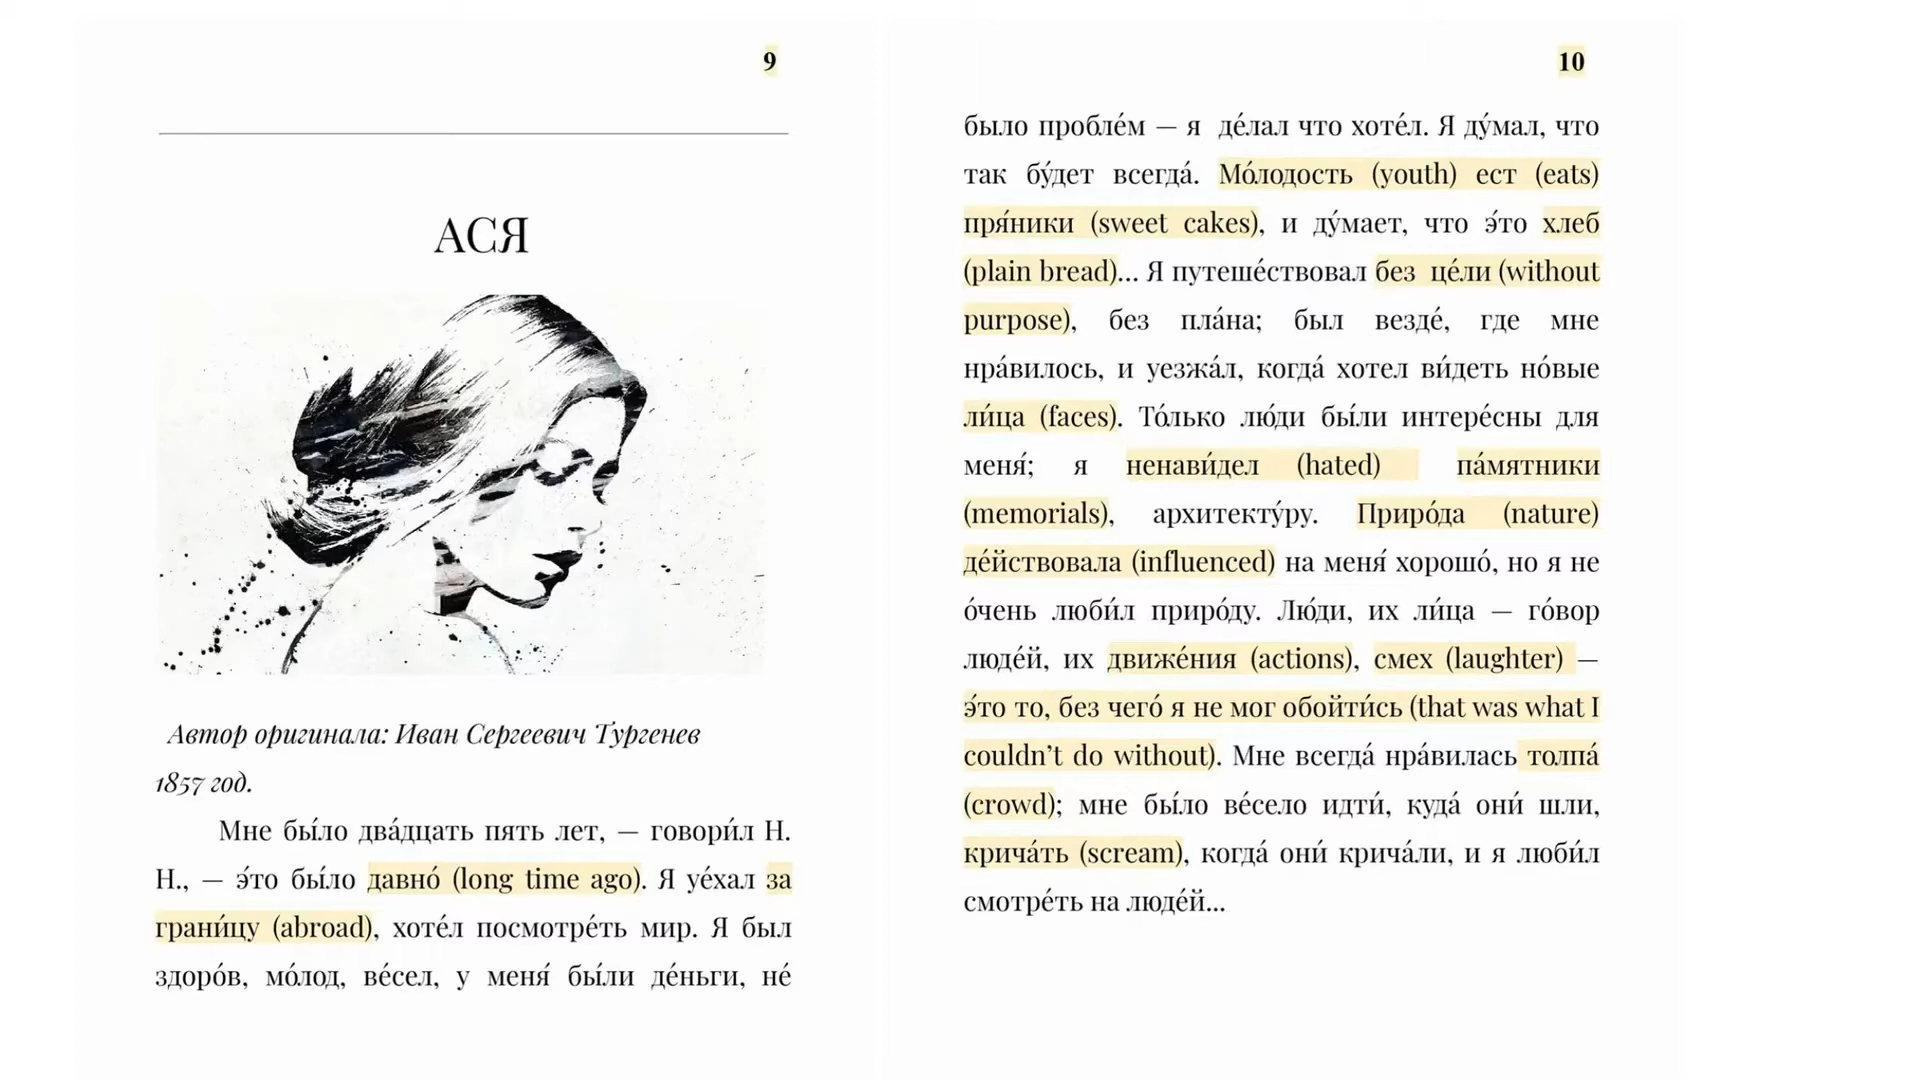 9
АСЯ
Автор оригинала: Иван Сергеевич Тургенев
1857 год.
Мне бы́ло два́дцать пять лет, — говори́л Н.
Н., — э́то бы́ло давно́ (long time ago). Я уе́хал за
грани́цу (abroad), хоте́л посмотре́ть мир. Я был
здоро́в, мо́лод, ве́сел, у меня́ бы́ли де́ньги, не́
10
было пробле́м — я де́лал что хоте́л. Я ду́мал, что
так бу́дет всегда́. Мо́лодость (youth) ест (eats)
пря́ники (sweet cakes), и ду́мает, что э́то хлеб
(plain bread)... Я путеше́ствовал без це́ли (without
purpose), без пла́на; был везде́, где мне
нра́вилось, и уезжа́л, когда́ хотел ви́деть но́вые
ли́ца (faces). То́лько лю́ди бы́ли интере́сны для
меня́; я ненави́дел (hated) па́мятники
(memorials), архитекту́ру. Приро́да (nature)
де́йствовала (influenced) на меня́ хорошо́, но я не
о́чень люби́л приро́ду. Лю́ди, их ли́ца — го́вор
люде́й, их движе́ния (actions), смех (laughter) —
э́то то, без чего́ я не мог обойти́сь (that was what I
couldn’t do without). Мне всегда́ нра́вилась толпа́
(crowd); мне бы́ло ве́село идти́, куда́ они́ шли,
крича́ть (scream), когда́ они́ крича́ли, и я люби́л
смотре́ть на люде́й...